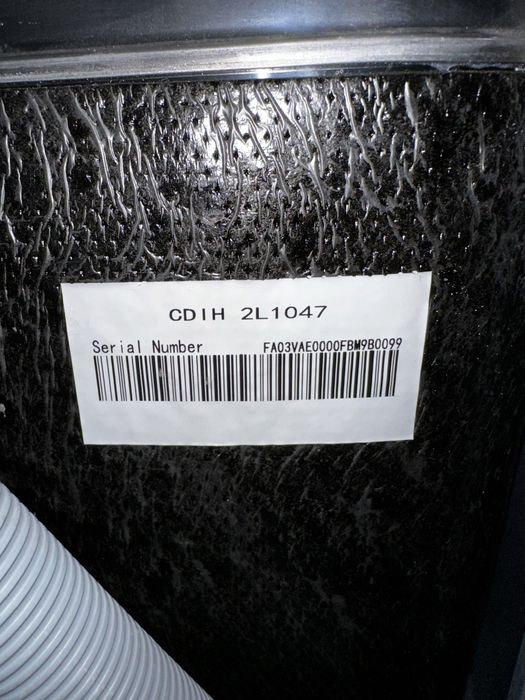 CDIH 2L1047
Serial Number FA03VAE0000FBM9B0099